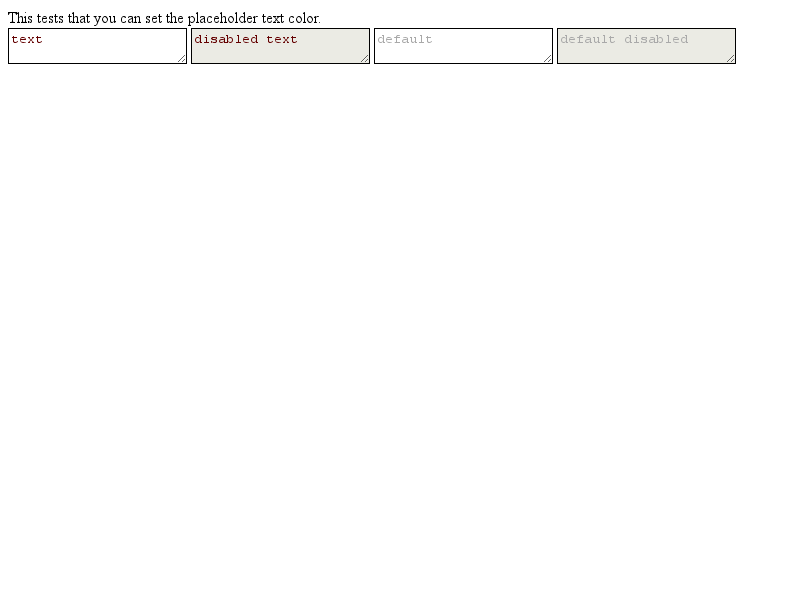 This tests that you can set the placeholder text color.
text disabled text default default disabled